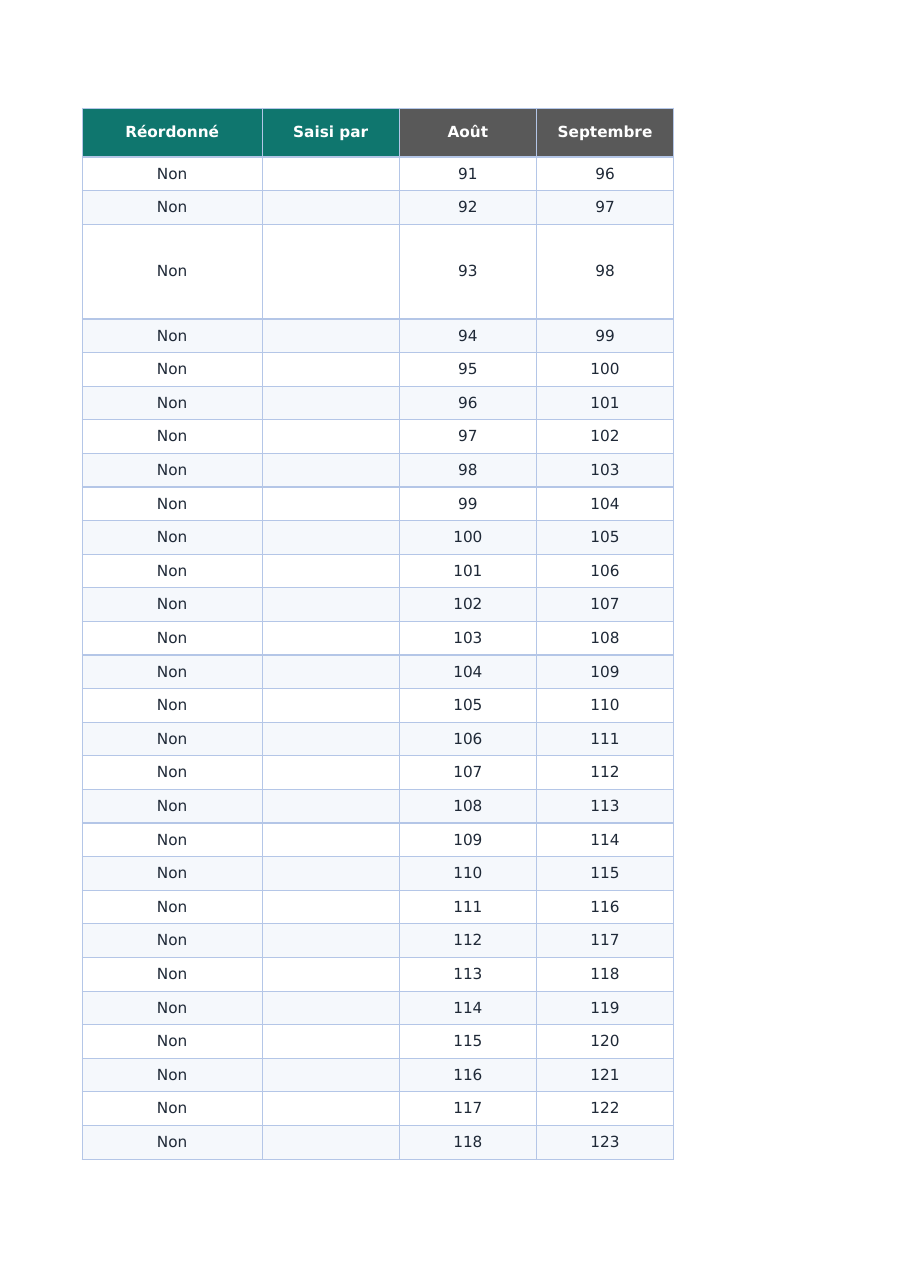 Réordonné Saisi par Août Septembre
Non 91 96
Non 92 97
Non 93 98
Non 94 99
Non 95 100
Non 96 101
Non 97 102
Non 98 103
Non 99 104
Non 100 105
Non 101 106
Non 102 107
Non 103 108
Non 104 109
Non 105 110
Non 106 111
Non 107 112
Non 108 113
Non 109 114
Non 110 115
Non 111 116
Non 112 117
Non 113 118
Non 114 119
Non 115 120
Non 116 121
Non 117 122
Non 118 123